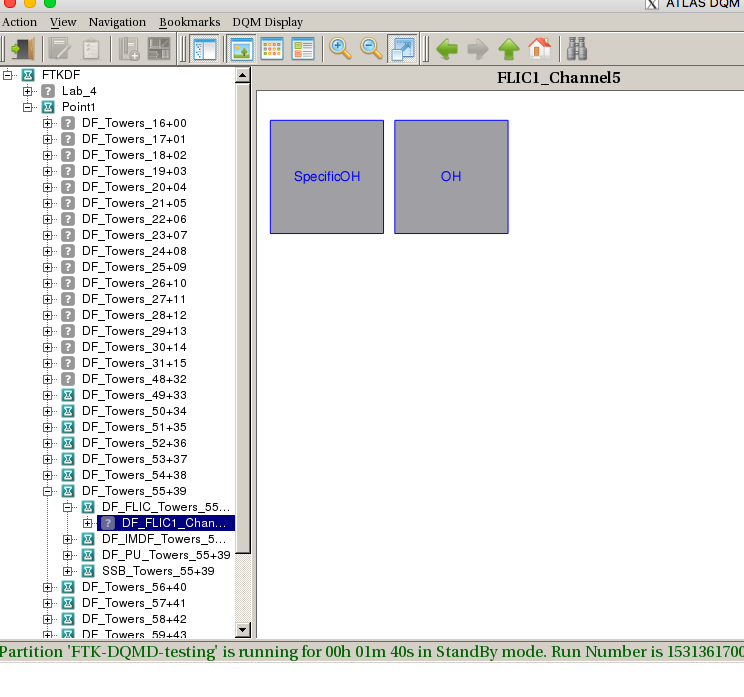 ATLAS DQM
Action View Navigation Bookmarks DQM Display
FLIC1_Channel5
FTKDF
Lab_4
Point1
DF_Towers_16+00
DF_Towers_17+01
DF_Towers_18+02
DF_Towers_19+03
DF_Towers_20+04
DF_Towers_21+05
DF_Towers_22+06
DF_Towers_23+07
DF_Towers_24+08
DF_Towers_25+09
DF_Towers_26+10
DF_Towers_27+11
DF_Towers_28+12
DF_Towers_29+13
DF_Towers_30+14
DF_Towers_31+15
DF_Towers_48+32
DF_Towers_49+33
DF_Towers_50+34
DF_Towers_51+35
DF_Towers_52+36
DF_Towers_53+37
DF_Towers_54+38
DF_Towers_55+39
DF_FLIC_Towers_55...
DF_FLIC1_Chan...
DF_IMDF_Towers_5...
DF_PU_Towers_55+39
SSB_Towers_55+39
DF_Towers_56+40
DF_Towers_57+41
DF_Towers_58+42
DF_Towers_59+43
SpecificOH
OH
Partition 'FTK-DQMD-testing' is running for 00h 01m 40s in StandBy mode. Run Number is 1531361700